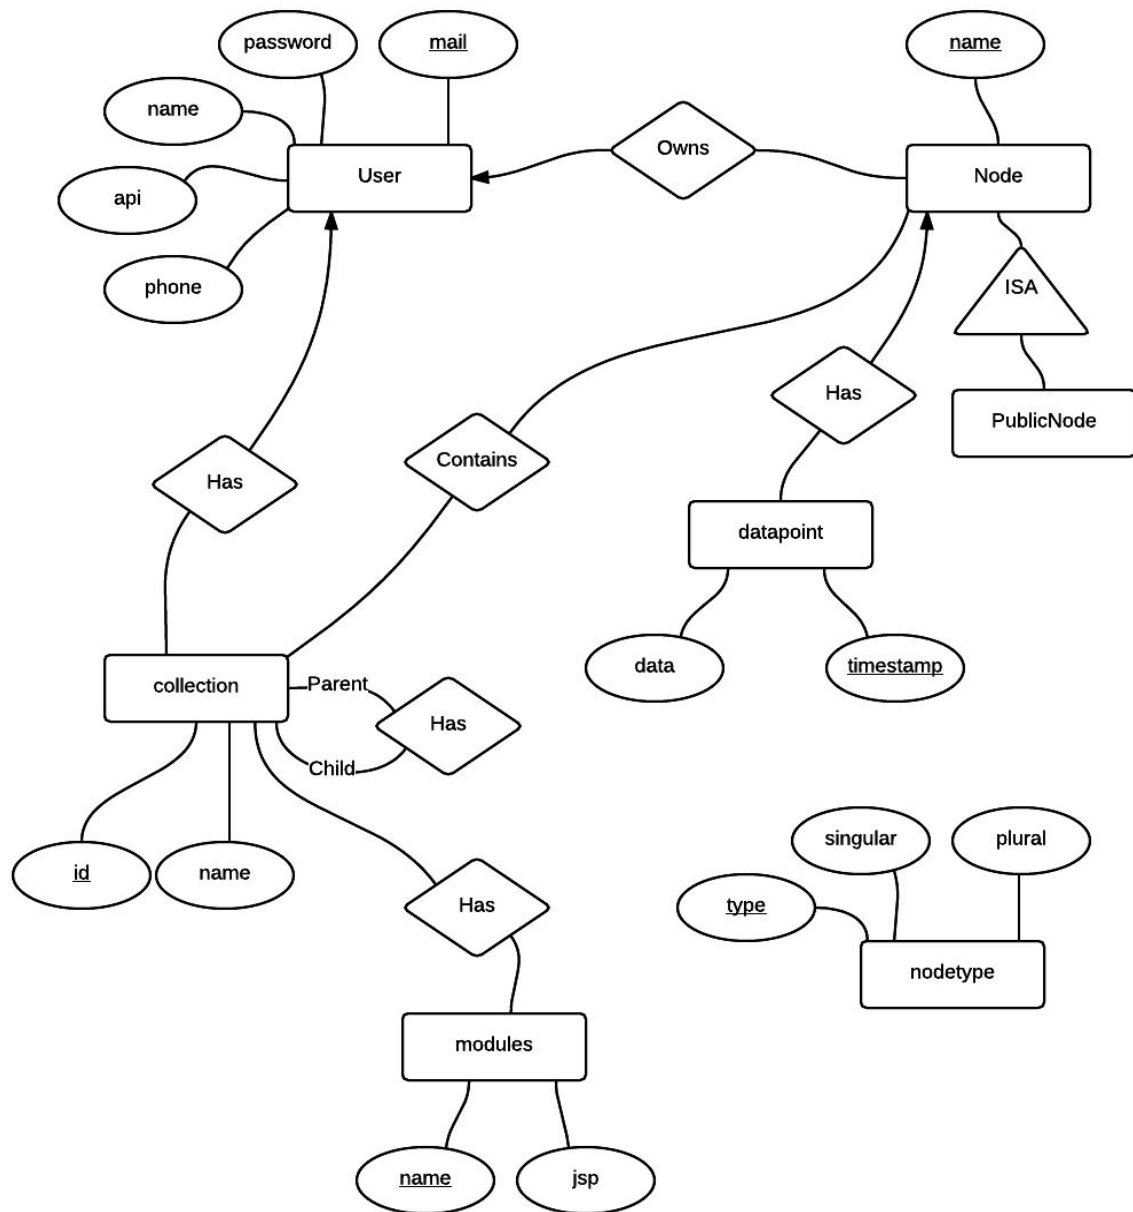 password
mail
name
name
Owns
User
Node
api
phone
ISA
Has
PublicNode
Contains
Has
datapoint
data
timestamp
collection
Parent
Has
Child
singular
plural
id
name
Has
type
nodetype
modules
name
jsp